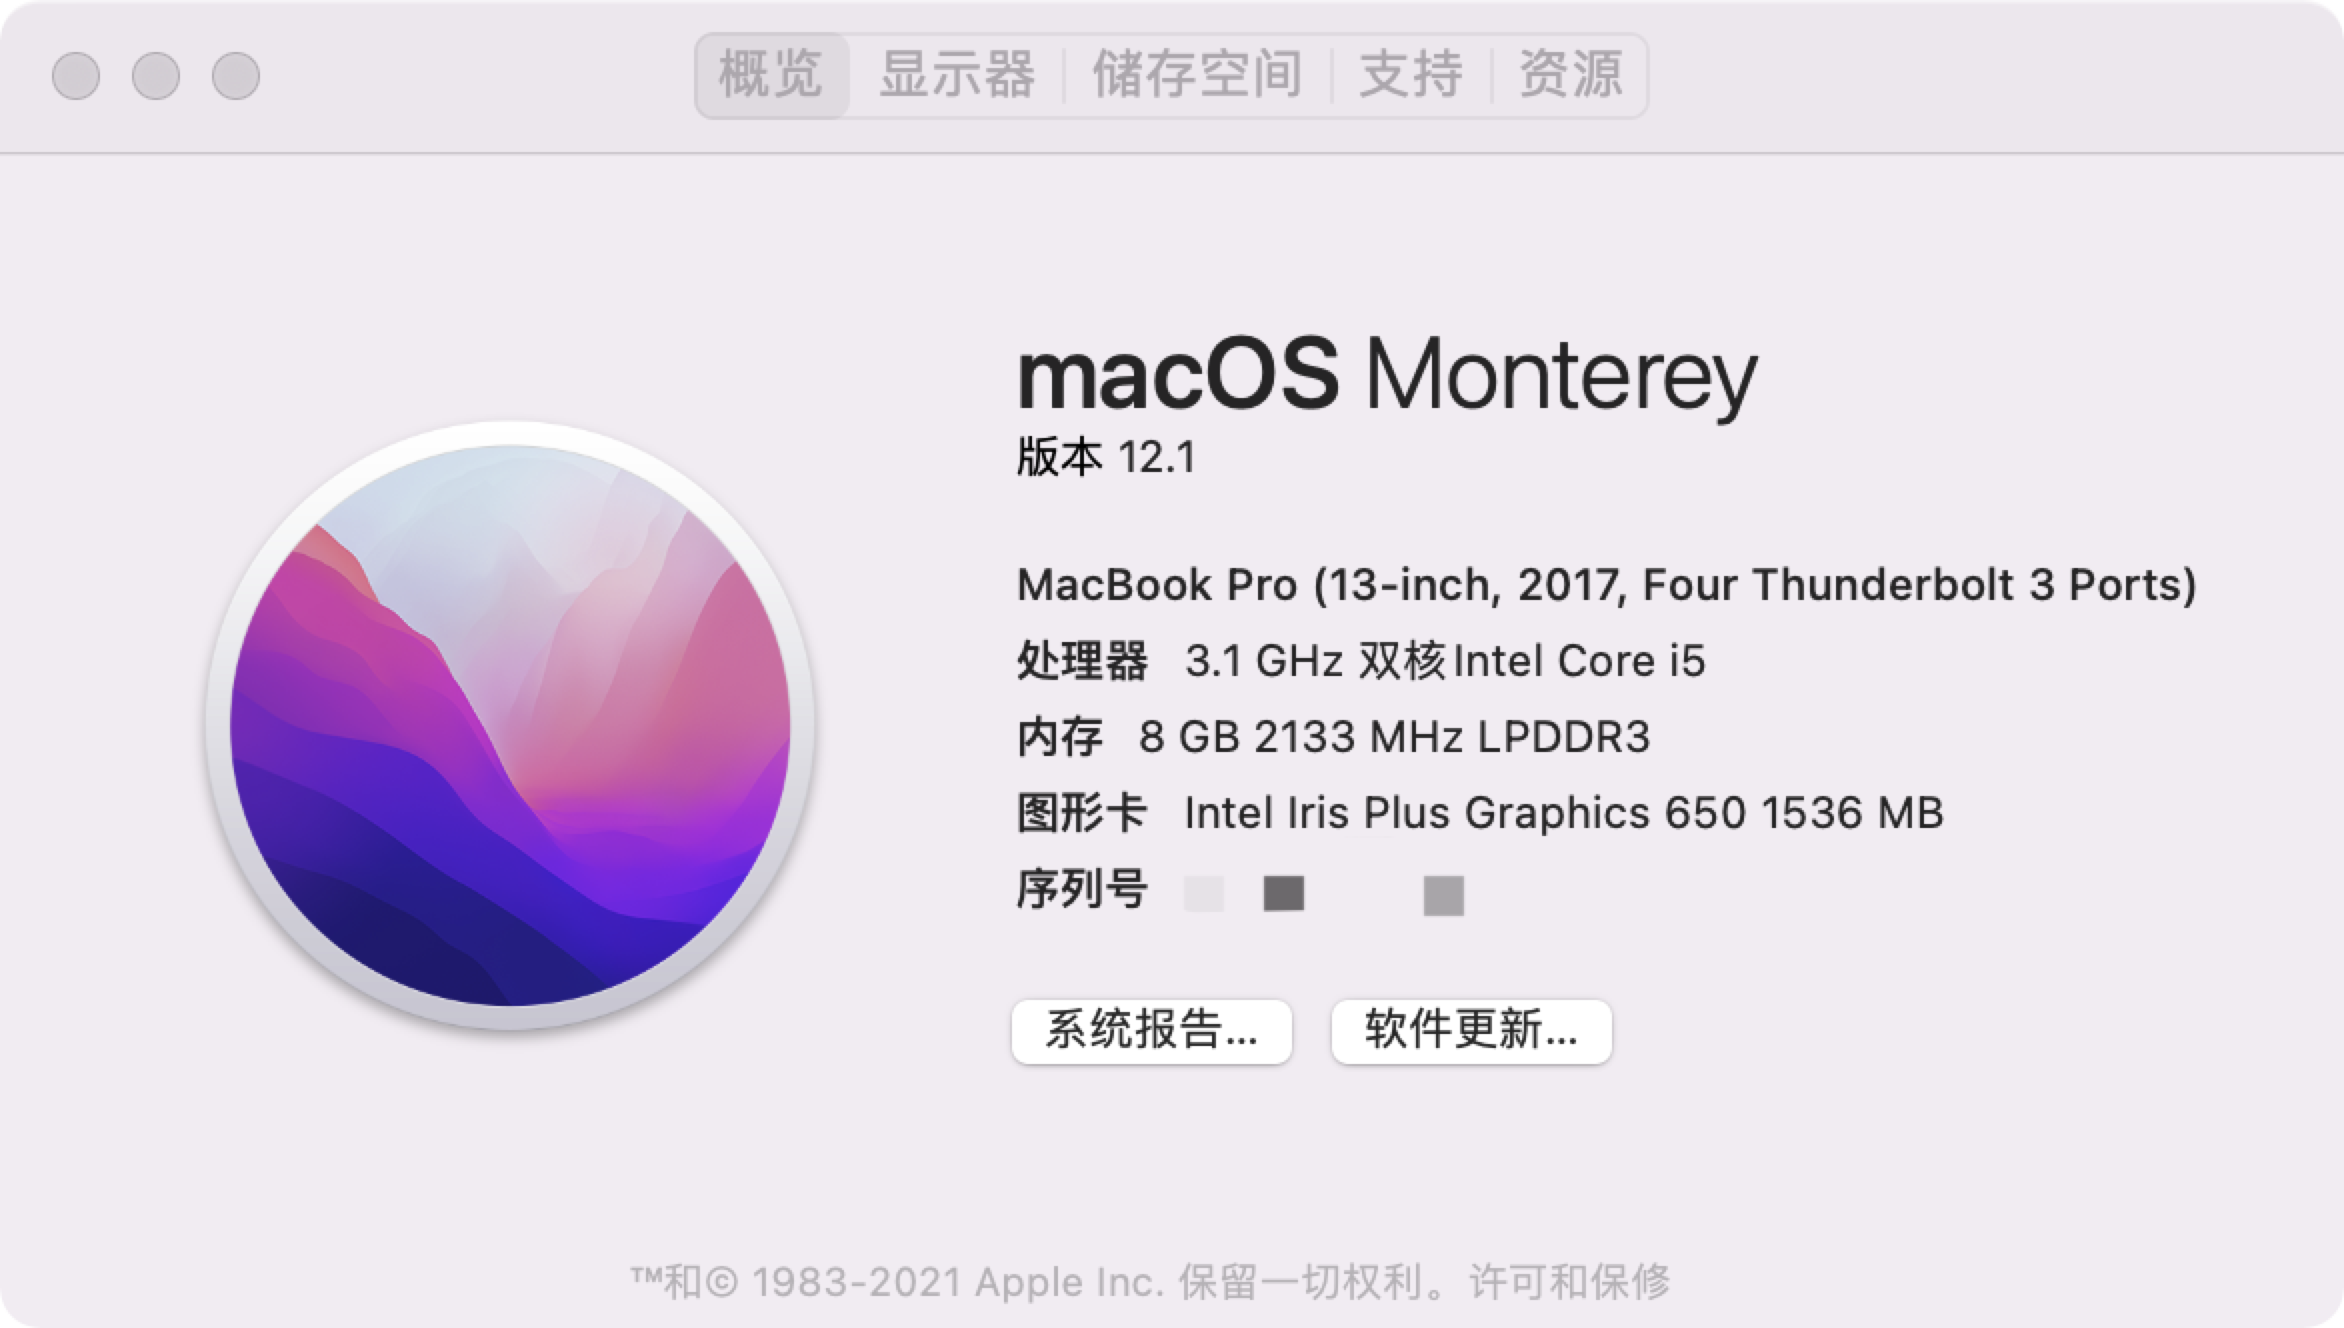 概览 显示器 储存空间 支持 资源
macOS Monterey
版本 12.1
MacBook Pro (13-inch, 2017, Four Thunderbolt 3 Ports)
处理器 3.1 GHz 双核Intel Core i5
内存 8 GB 2133 MHz LPDDR3
图形卡 Intel Iris Plus Graphics 650 1536 MB
序列号
系统报告... 软件更新...
™和© 1983-2021 Apple Inc. 保留一切权利。许可和保修